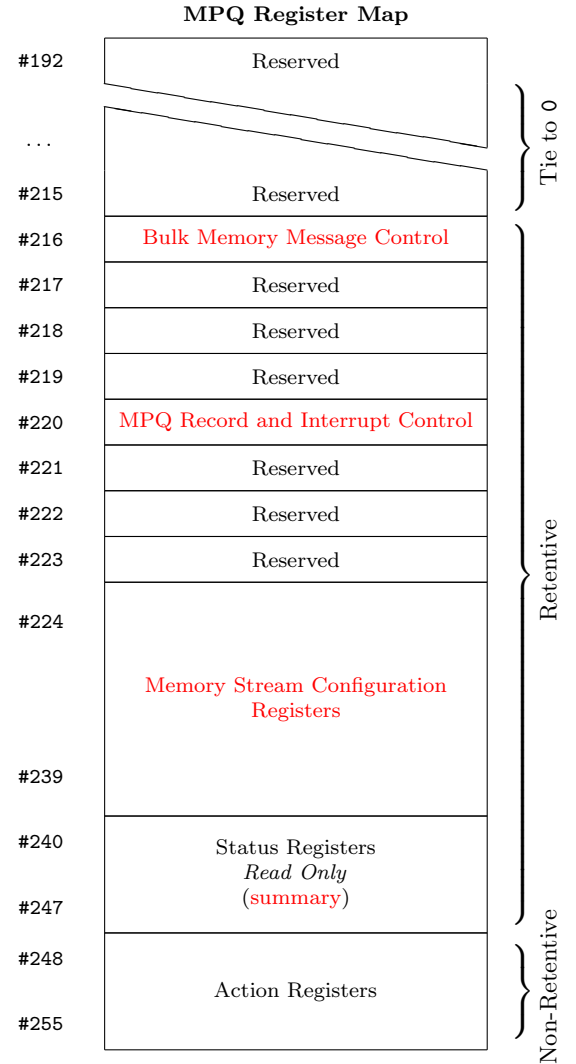 MPQ Register Map
#192 Reserved
...
#215 Reserved
Tie to 0
#216 Bulk Memory Message Control
#217 Reserved
#218 Reserved
#219 Reserved
#220 MPQ Record and Interrupt Control
#221 Reserved
#222 Reserved
#223 Reserved
#224
Memory Stream Configuration
Registers
#239
#240
Status Registers
Read Only
(summary)
#247
Retentive
#248
Action Registers
#255
Non-Retentive